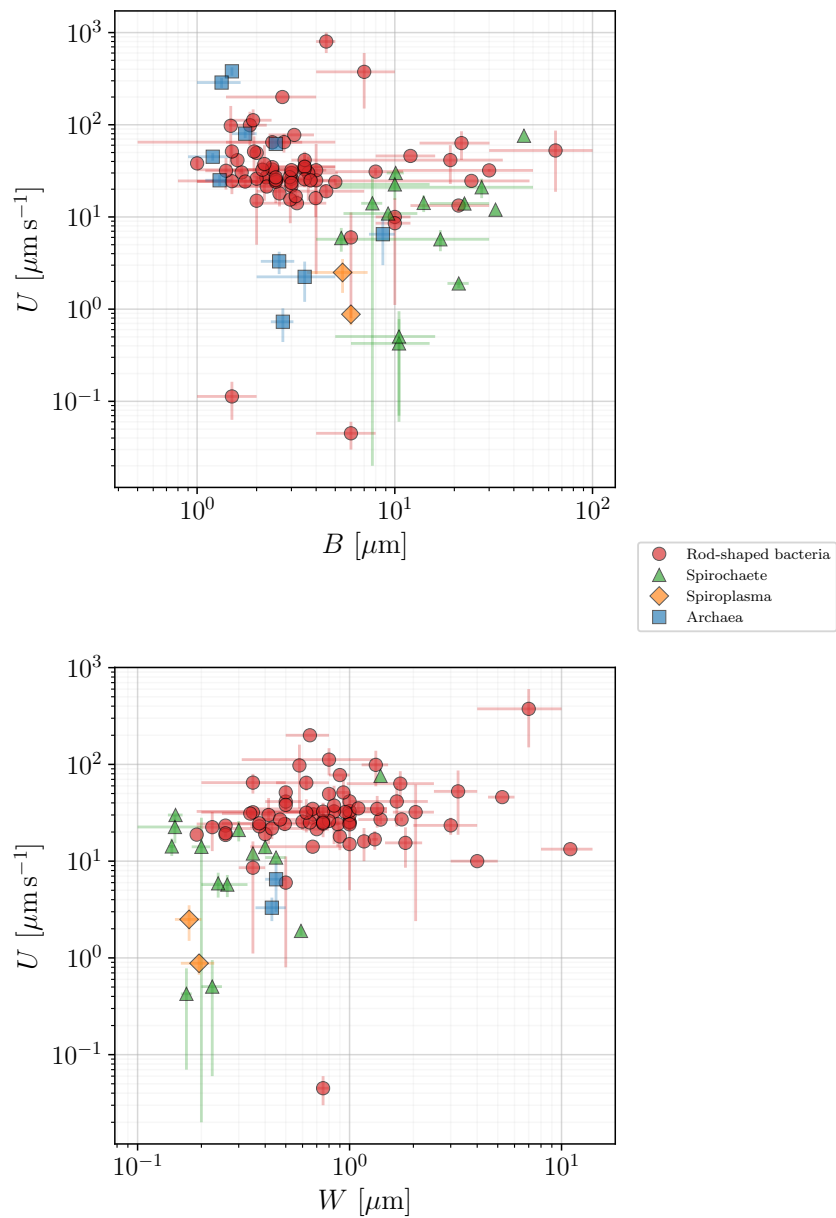 10^3
10^2
10^1
10^0
10^{-1}
U [μm s^{-1}]
10^0 10^1 10^2
B [μm]
Rod-shaped bacteria
Spirochaete
Spiroplasma
Archaea
10^3
10^2
10^1
10^0
10^{-1}
U [μm s^{-1}]
10^{-1} 10^0 10^1
W [μm]